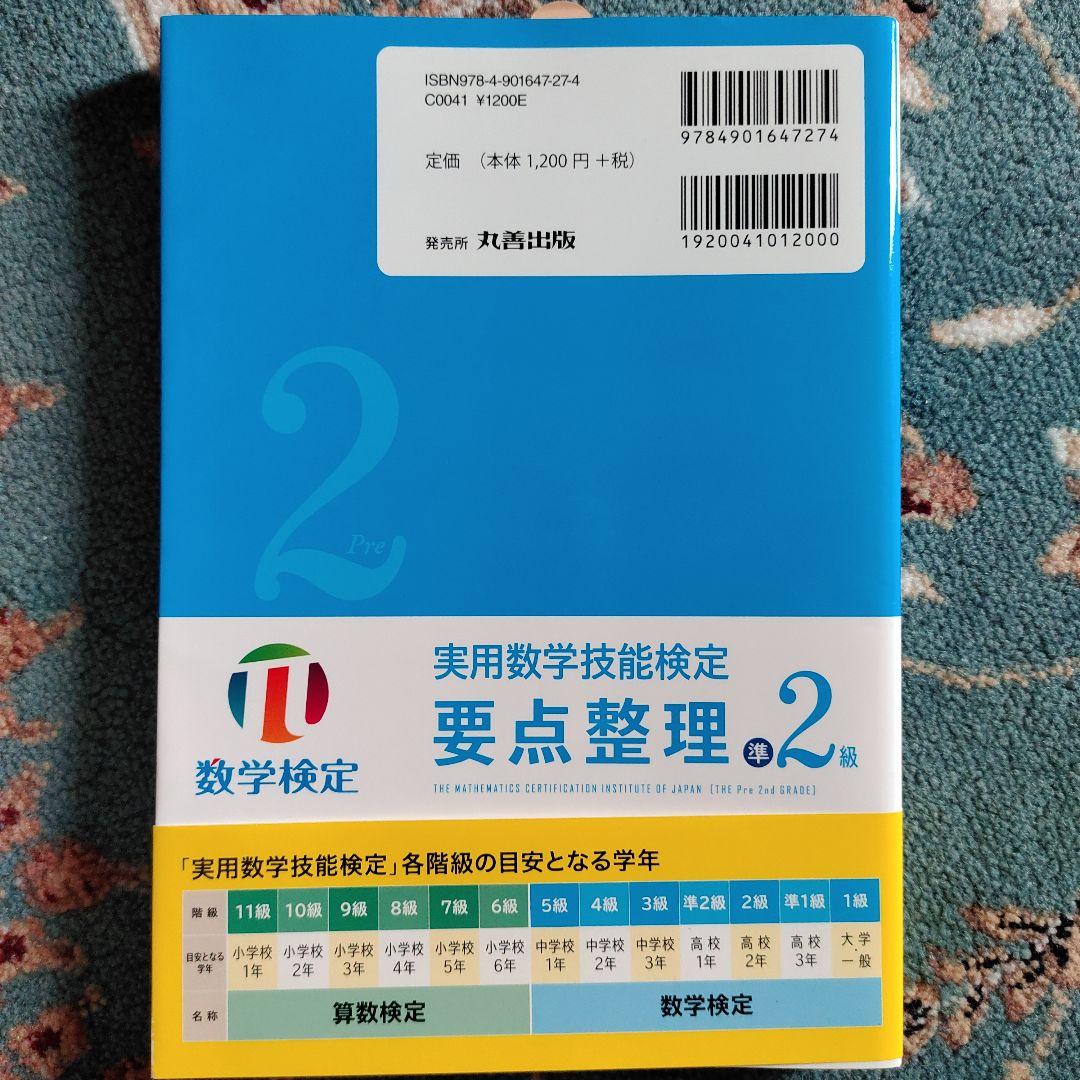 ISBN978-4-901647-27-4
C0041 ¥1200E
9784901647274
定価 （本体 1,200 円 ＋税）
発売所 丸善出版
1920041012000
2
Pre
実用数学技能検定
要点整理 準2級
THE MATHEMATICS CERTIFICATION INSTITUTE OF JAPAN [THE Pre 2nd GRADE]
数学検定
「実用数学技能検定」各階級の目安となる学年
階級 11級 10級 9級 8級 7級 6級 5級 4級 3級 準2級 2級 準1級 1級
目安となる学年 小学校1年 小学校2年 小学校3年 小学校4年 小学校5年 小学校6年 中学校1年 中学校2年 中学校3年 高校1年 高校2年 高校3年 大学・一般
名称 算数検定 数学検定